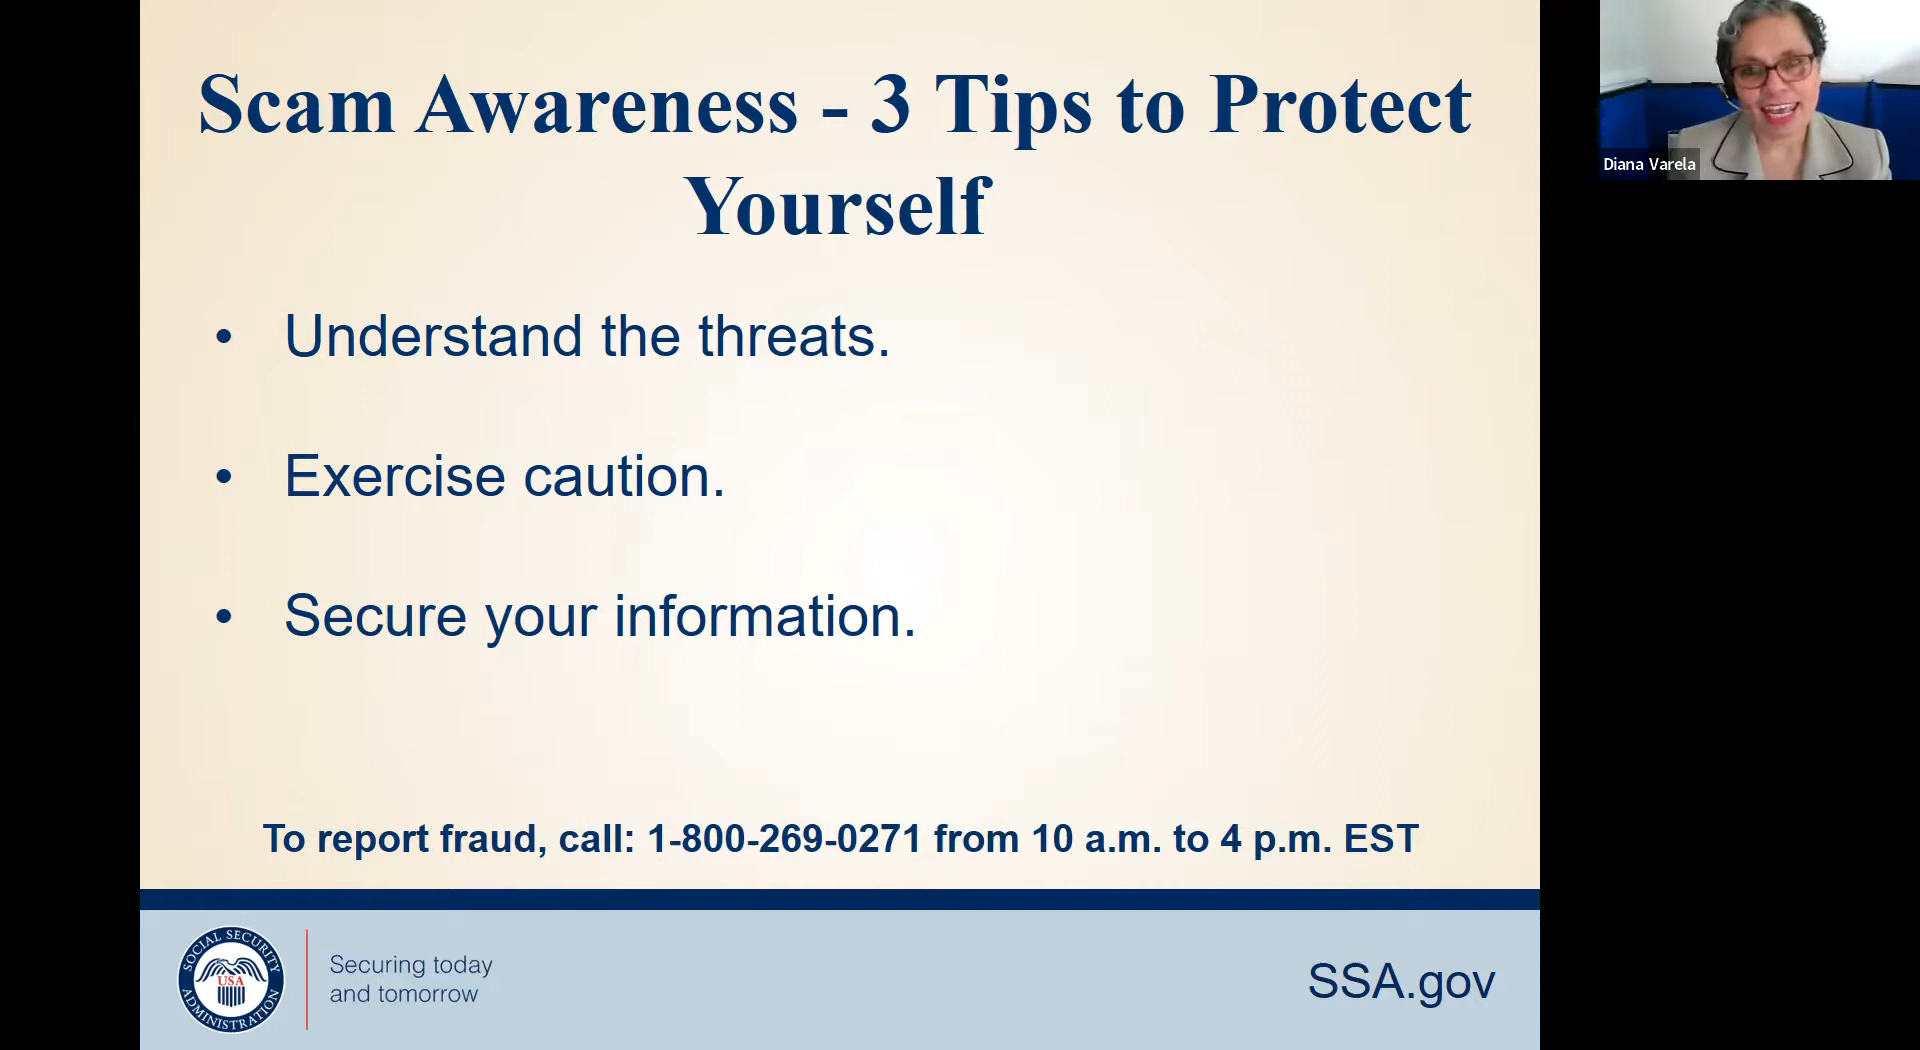 Scam Awareness - 3 Tips to Protect
Yourself
• Understand the threats.
• Exercise caution.
• Secure your information.
To report fraud, call: 1-800-269-0271 from 10 a.m. to 4 p.m. EST
SOCIAL SECURITY
USA
ADMINISTRATION
Securing today
and tomorrow
SSA.gov
Diana Varela